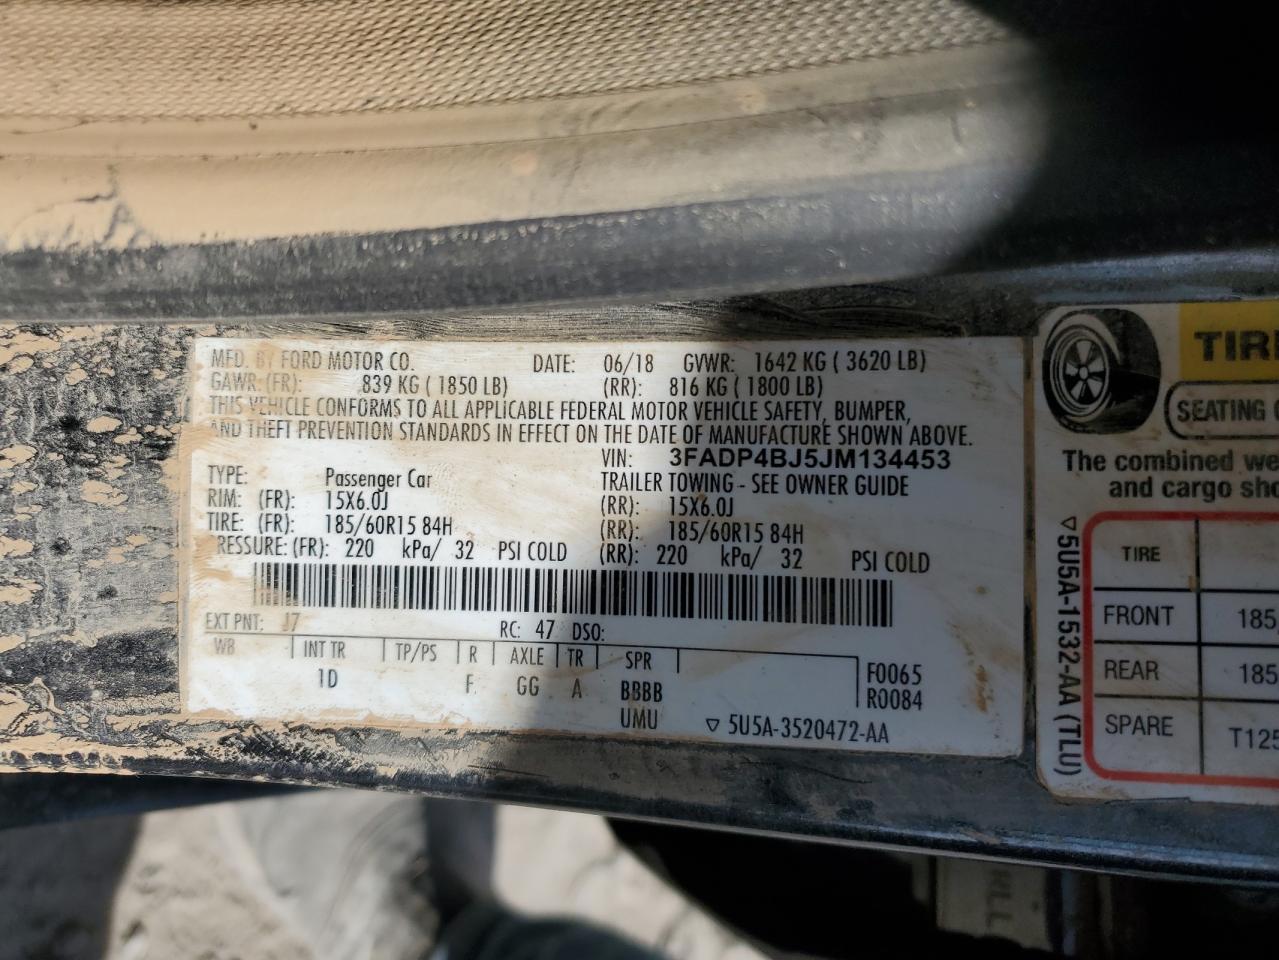 MFD. BY FORD MOTOR CO. DATE: 06/18 GVWR: 1642 KG ( 3620 LB)
GAWR: (FR): 839 KG ( 1850 LB) (RR): 816 KG ( 1800 LB)
THIS VEHICLE CONFORMS TO ALL APPLICABLE FEDERAL MOTOR VEHICLE SAFETY, BUMPER,
AND THEFT PREVENTION STANDARDS IN EFFECT ON THE DATE OF MANUFACTURE SHOWN ABOVE.
VIN: 3FADP4BJ5JM134453
TYPE: Passenger Car TRAILER TOWING - SEE OWNER GUIDE
RIM: (FR): 15X6.0J (RR): 15X6.0J
TIRE: (FR): 185/60R15 84H (RR): 185/60R15 84H
PRESSURE: (FR): 220 kPa/ 32 PSI COLD (RR): 220 kPa/ 32 PSI COLD
EXT PNT: J7 RC: 47 DSO:
WB INT TR TP/PS R AXLE TR SPR
1D F GG A BBBB
UMU
F0065
R0084
▽ 5U5A-3520472-AA
TIRE
SEATING
The combined we
and cargo sho
TIRE
FRONT 185
REAR 185
SPARE T125
▽5U5A-1532-AA (TLU)